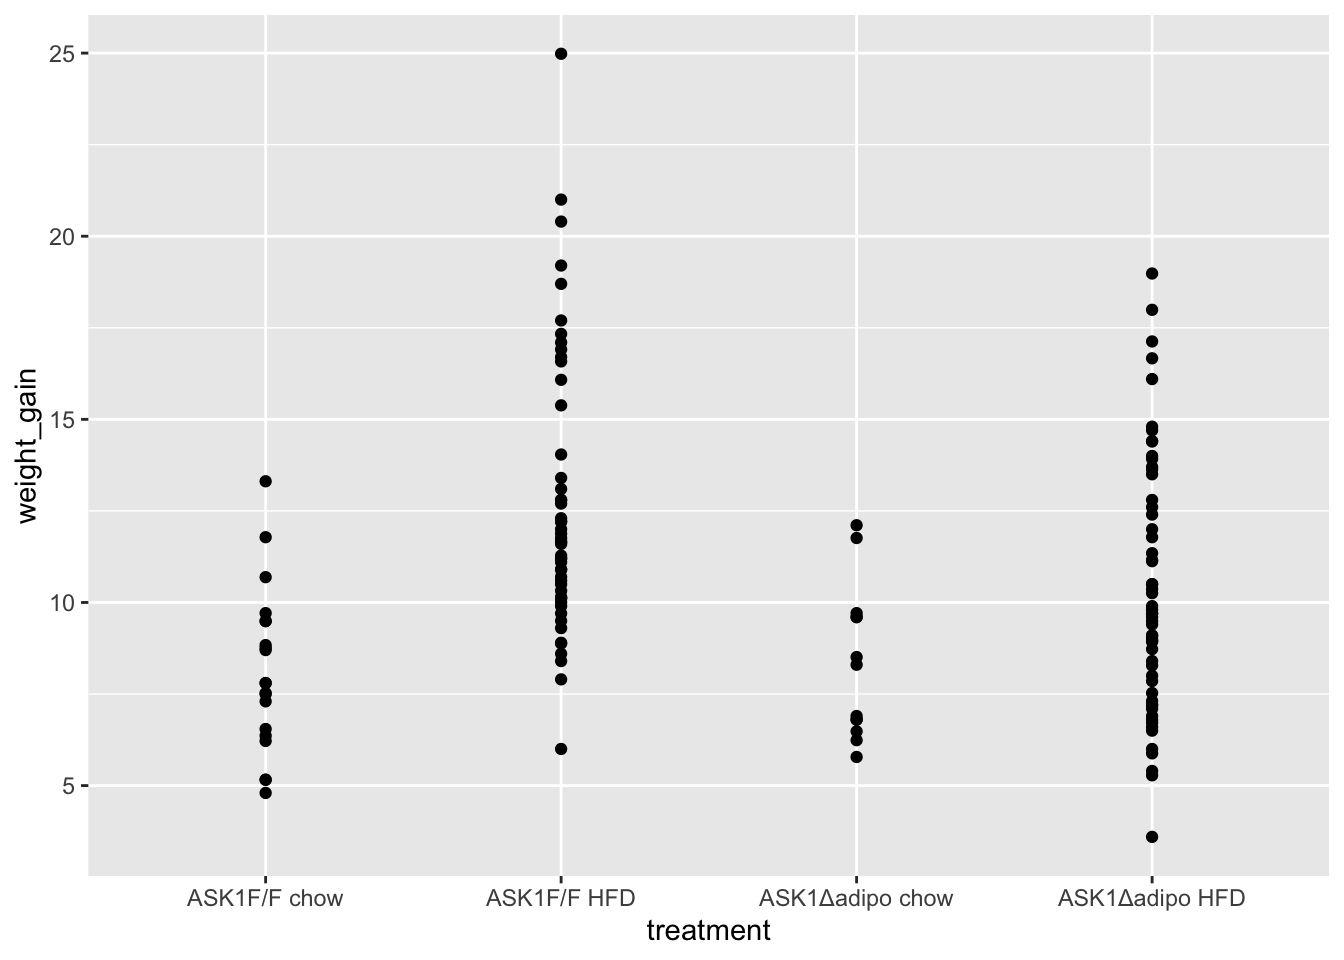 25
20
15
10
5
weight_gain
ASK1F/F chow
ASK1F/F HFD
ASK1Δadipo chow
ASK1Δadipo HFD
treatment